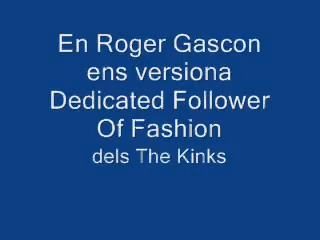 En Roger Gascon
ens versiona
Dedicated Follower
Of Fashion
dels The Kinks